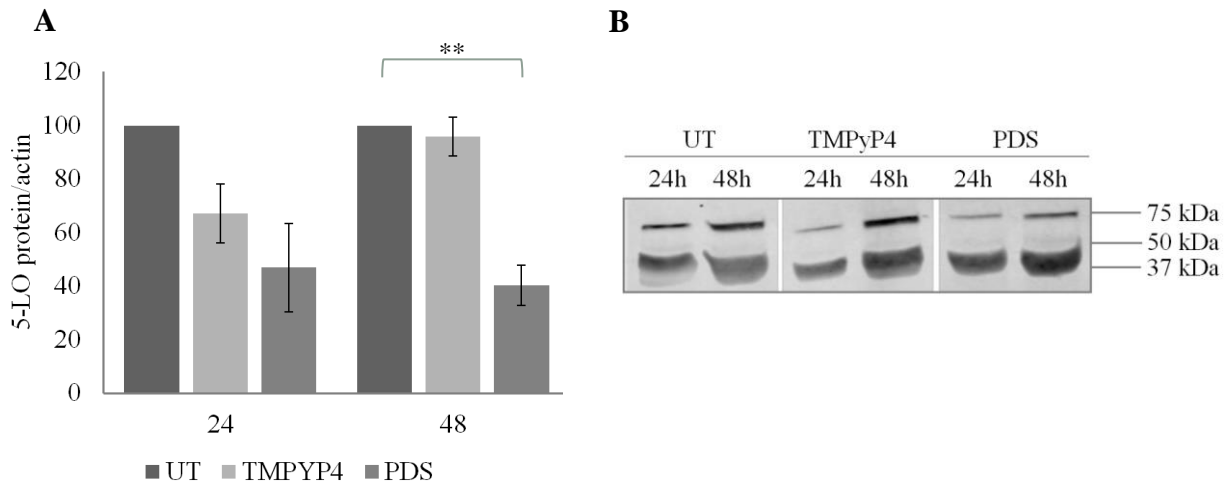 A
**
5-LO protein/actin
120
100
80
60
40
20
0
24 48
UT TMPYP4 PDS
B
UT TMPyP4 PDS
24h 48h 24h 48h 24h 48h
75 kDa
50 kDa
37 kDa